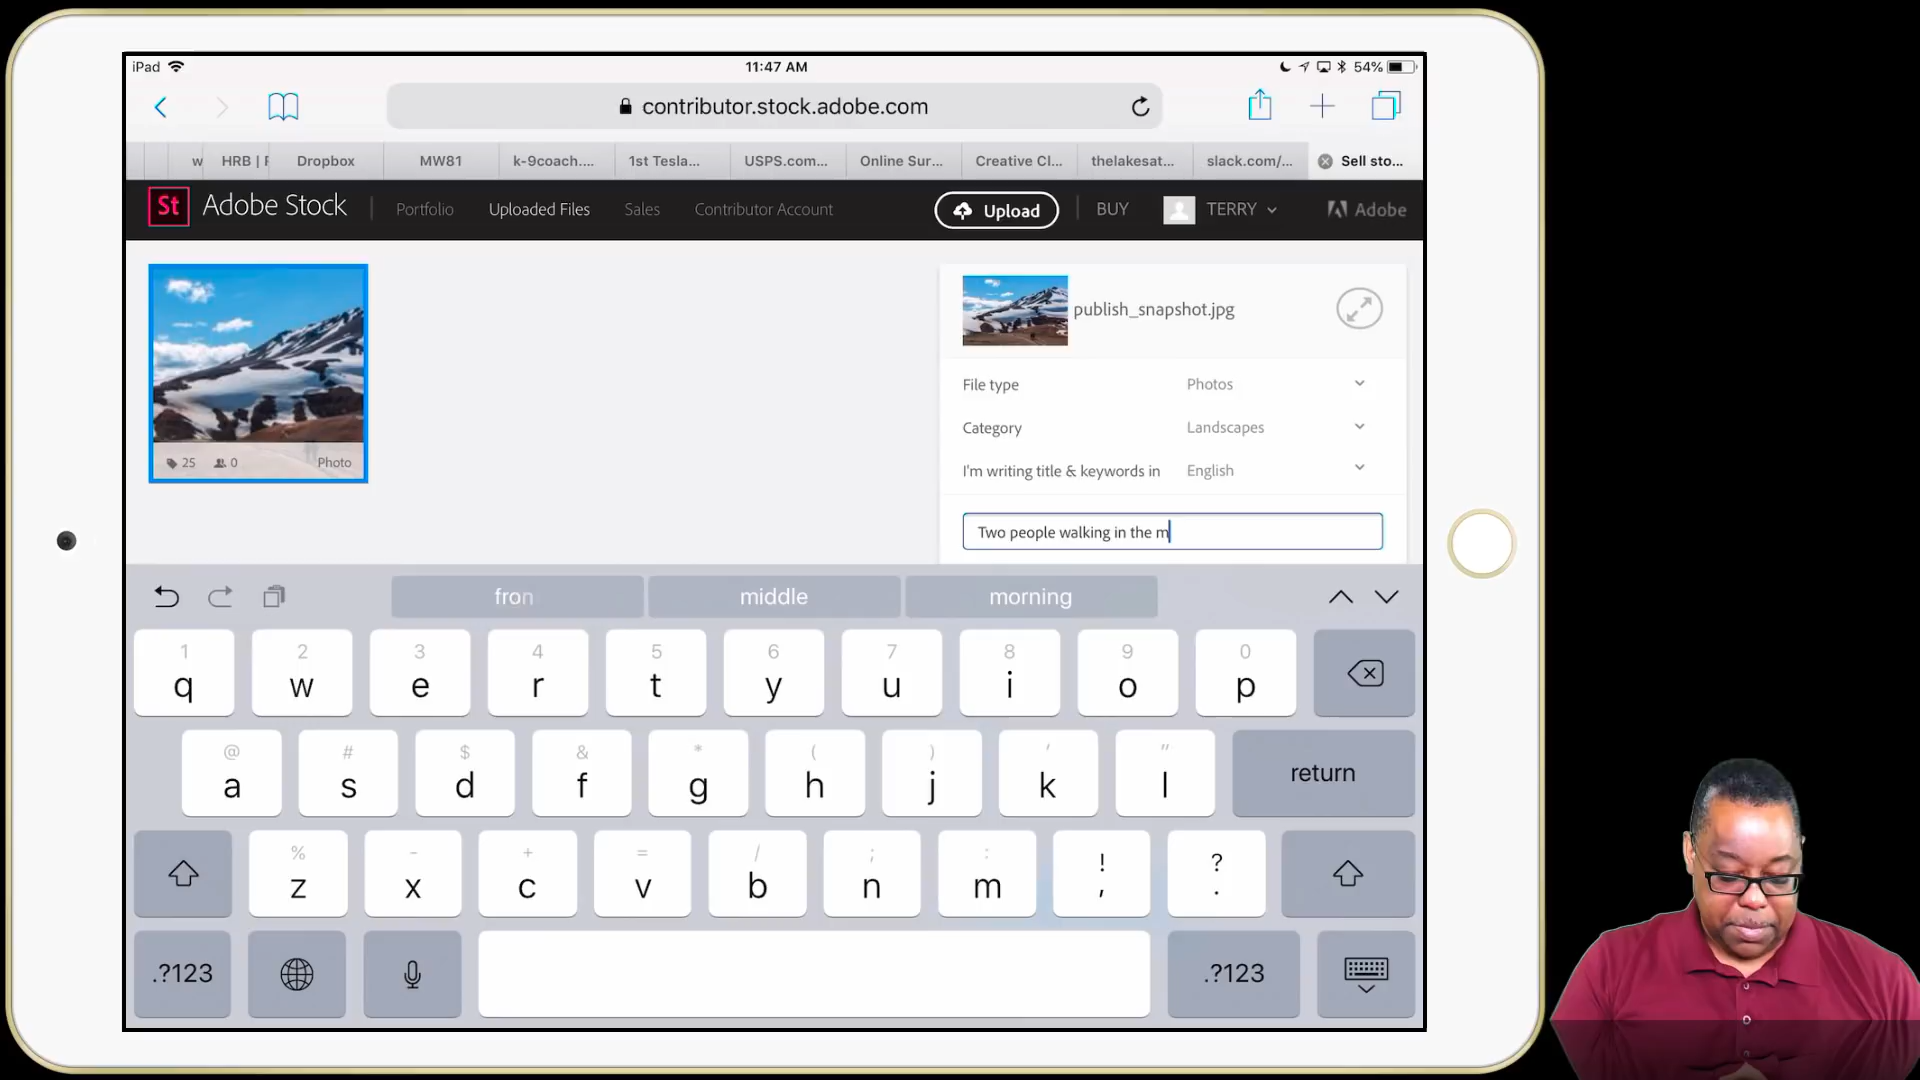 iPad
11:47 AM
54%
contributor.stock.adobe.com
w
HRB | F
Dropbox
MW81
k-9coach....
1st Tesla...
USPS.com...
Online Sur...
Creative Cl...
thelakesat...
slack.com/...
Sell sto...
St
Adobe Stock
Portfolio
Uploaded Files
Sales
Contributor Account
Upload
BUY
TERRY
Adobe
25
0
Photo
publish_snapshot.jpg
File type
Photos
Category
Landscapes
I'm writing title & keywords in
English
Two people walking in the m
fron
middle
morning
1 2 3 4 5 6 7 8 9 0
q w e r t y u i o p
@ # $ & * ( ) ' "
a s d f g h j k l
return
% - + = / ; : ! ?
z x c v b n m , .
.?123
.?123